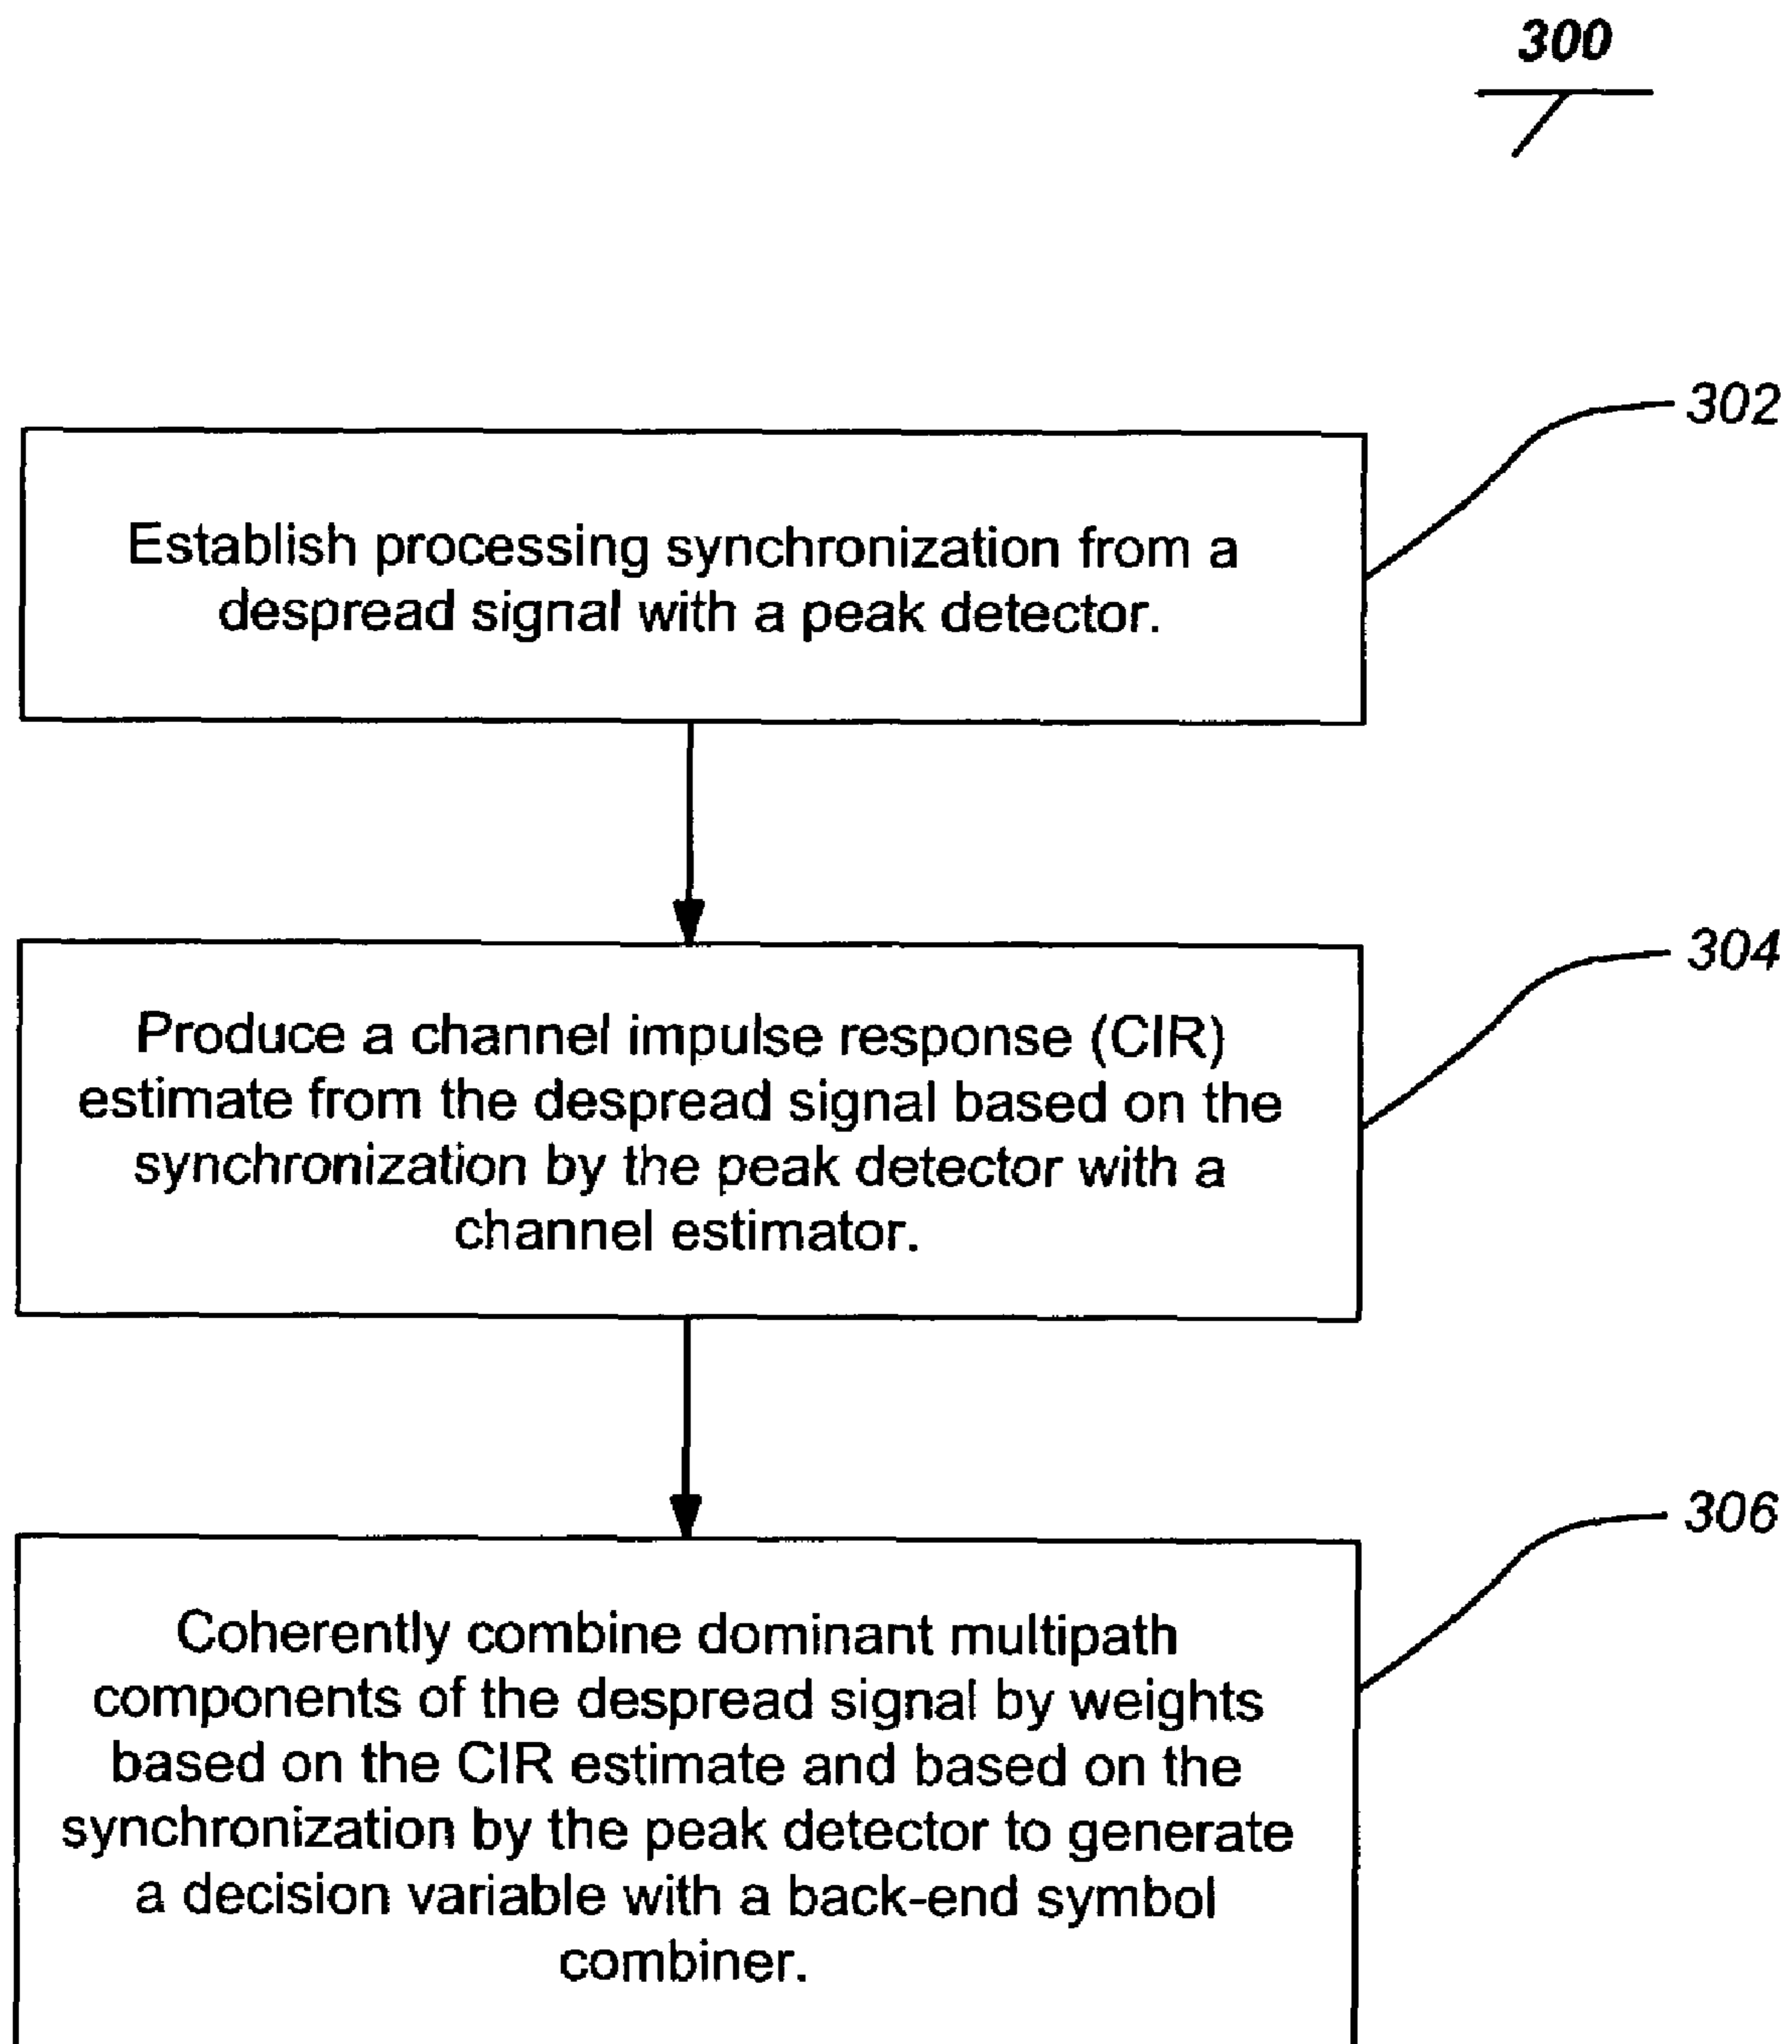 300
302
Establish processing synchronization from a
despread signal with a peak detector.
304
Produce a channel impulse response (CIR)
estimate from the despread signal based on the
synchronization by the peak detector with a
channel estimator.
306
Coherently combine dominant multipath
components of the despread signal by weights
based on the CIR estimate and based on the
synchronization by the peak detector to generate
a decision variable with a back-end symbol
combiner.